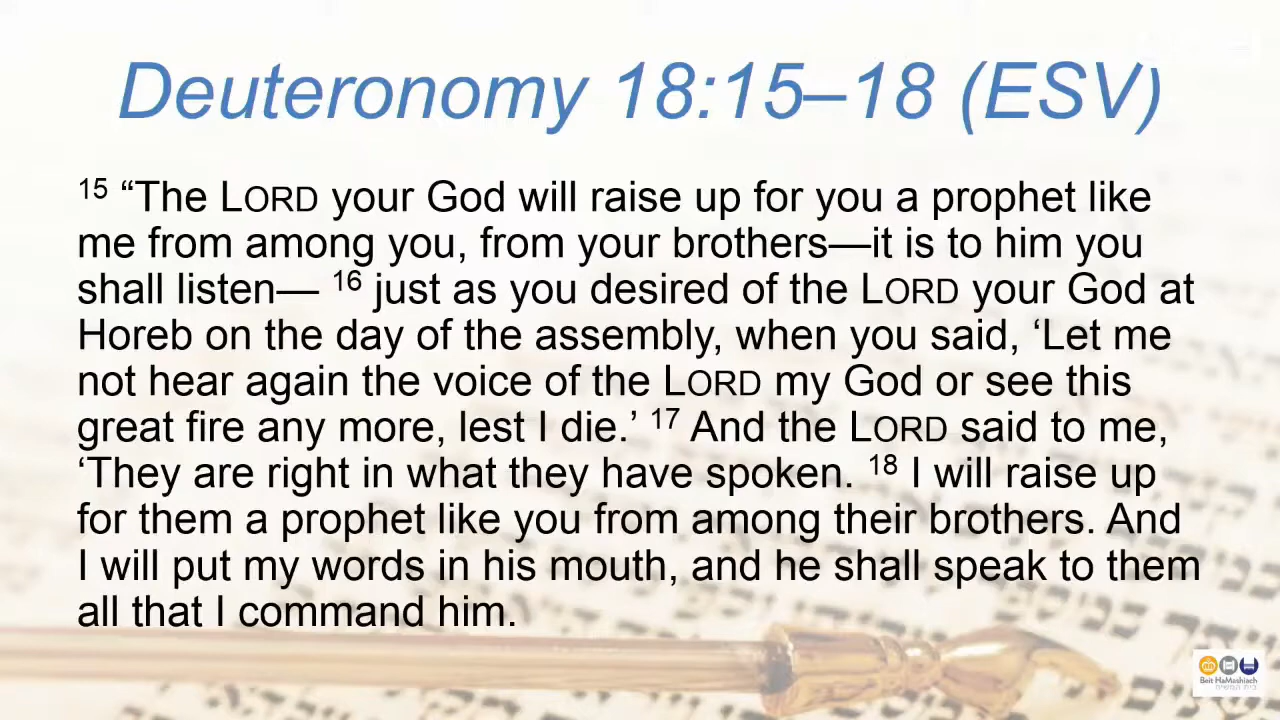 Deuteronomy 18:15–18 (ESV)
15 “The LORD your God will raise up for you a prophet like
me from among you, from your brothers—it is to him you
shall listen— 16 just as you desired of the LORD your God at
Horeb on the day of the assembly, when you said, ‘Let me
not hear again the voice of the LORD my God or see this
great fire any more, lest I die.’ 17 And the LORD said to me,
‘They are right in what they have spoken. 18 I will raise up
for them a prophet like you from among their brothers. And
I will put my words in his mouth, and he shall speak to them
all that I command him.
Beit HaMashiach
בית המשיח